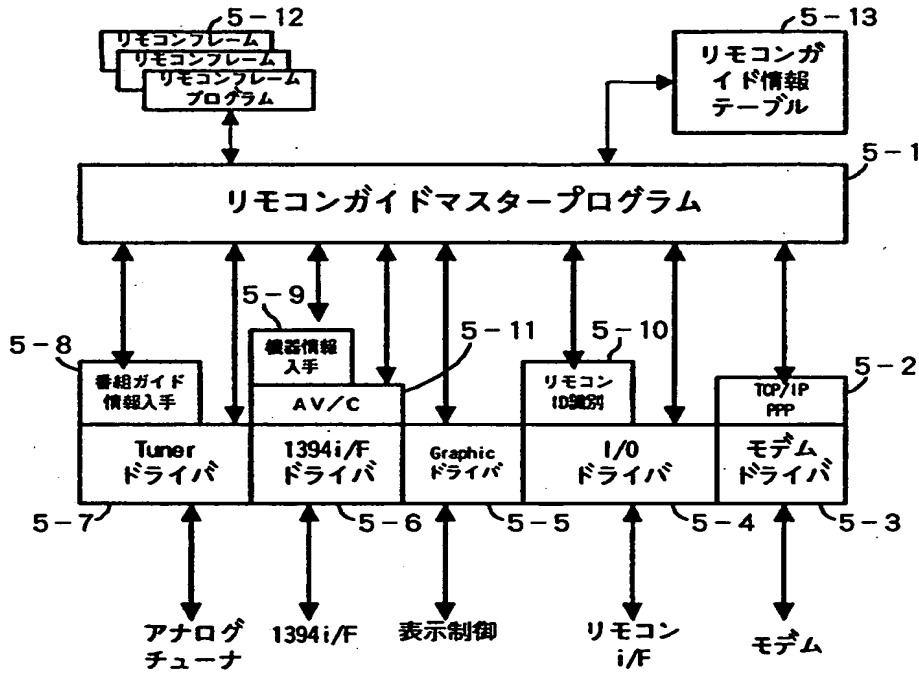 5-12
リモコンフレーム
リモコンフレーム
リモコンフレーム
プログラム
5-13
リモコンガ
イド情報
テーブル
5-1
リモコンガイドマスタープログラム
5-8
番組ガイド
情報入手
5-9
機器情報
入手
5-11
AV/C
5-10
リモコン
ID識別
5-2
TCP/IP
PPP
Tuner
ドライバ
1394i/F
ドライバ
Graphic
ドライバ
I/O
ドライバ
モデム
ドライバ
5-7
5-6
5-5
5-4
5-3
アナログ
チューナ
1394i/F
表示制御
リモコン
i/F
モデム